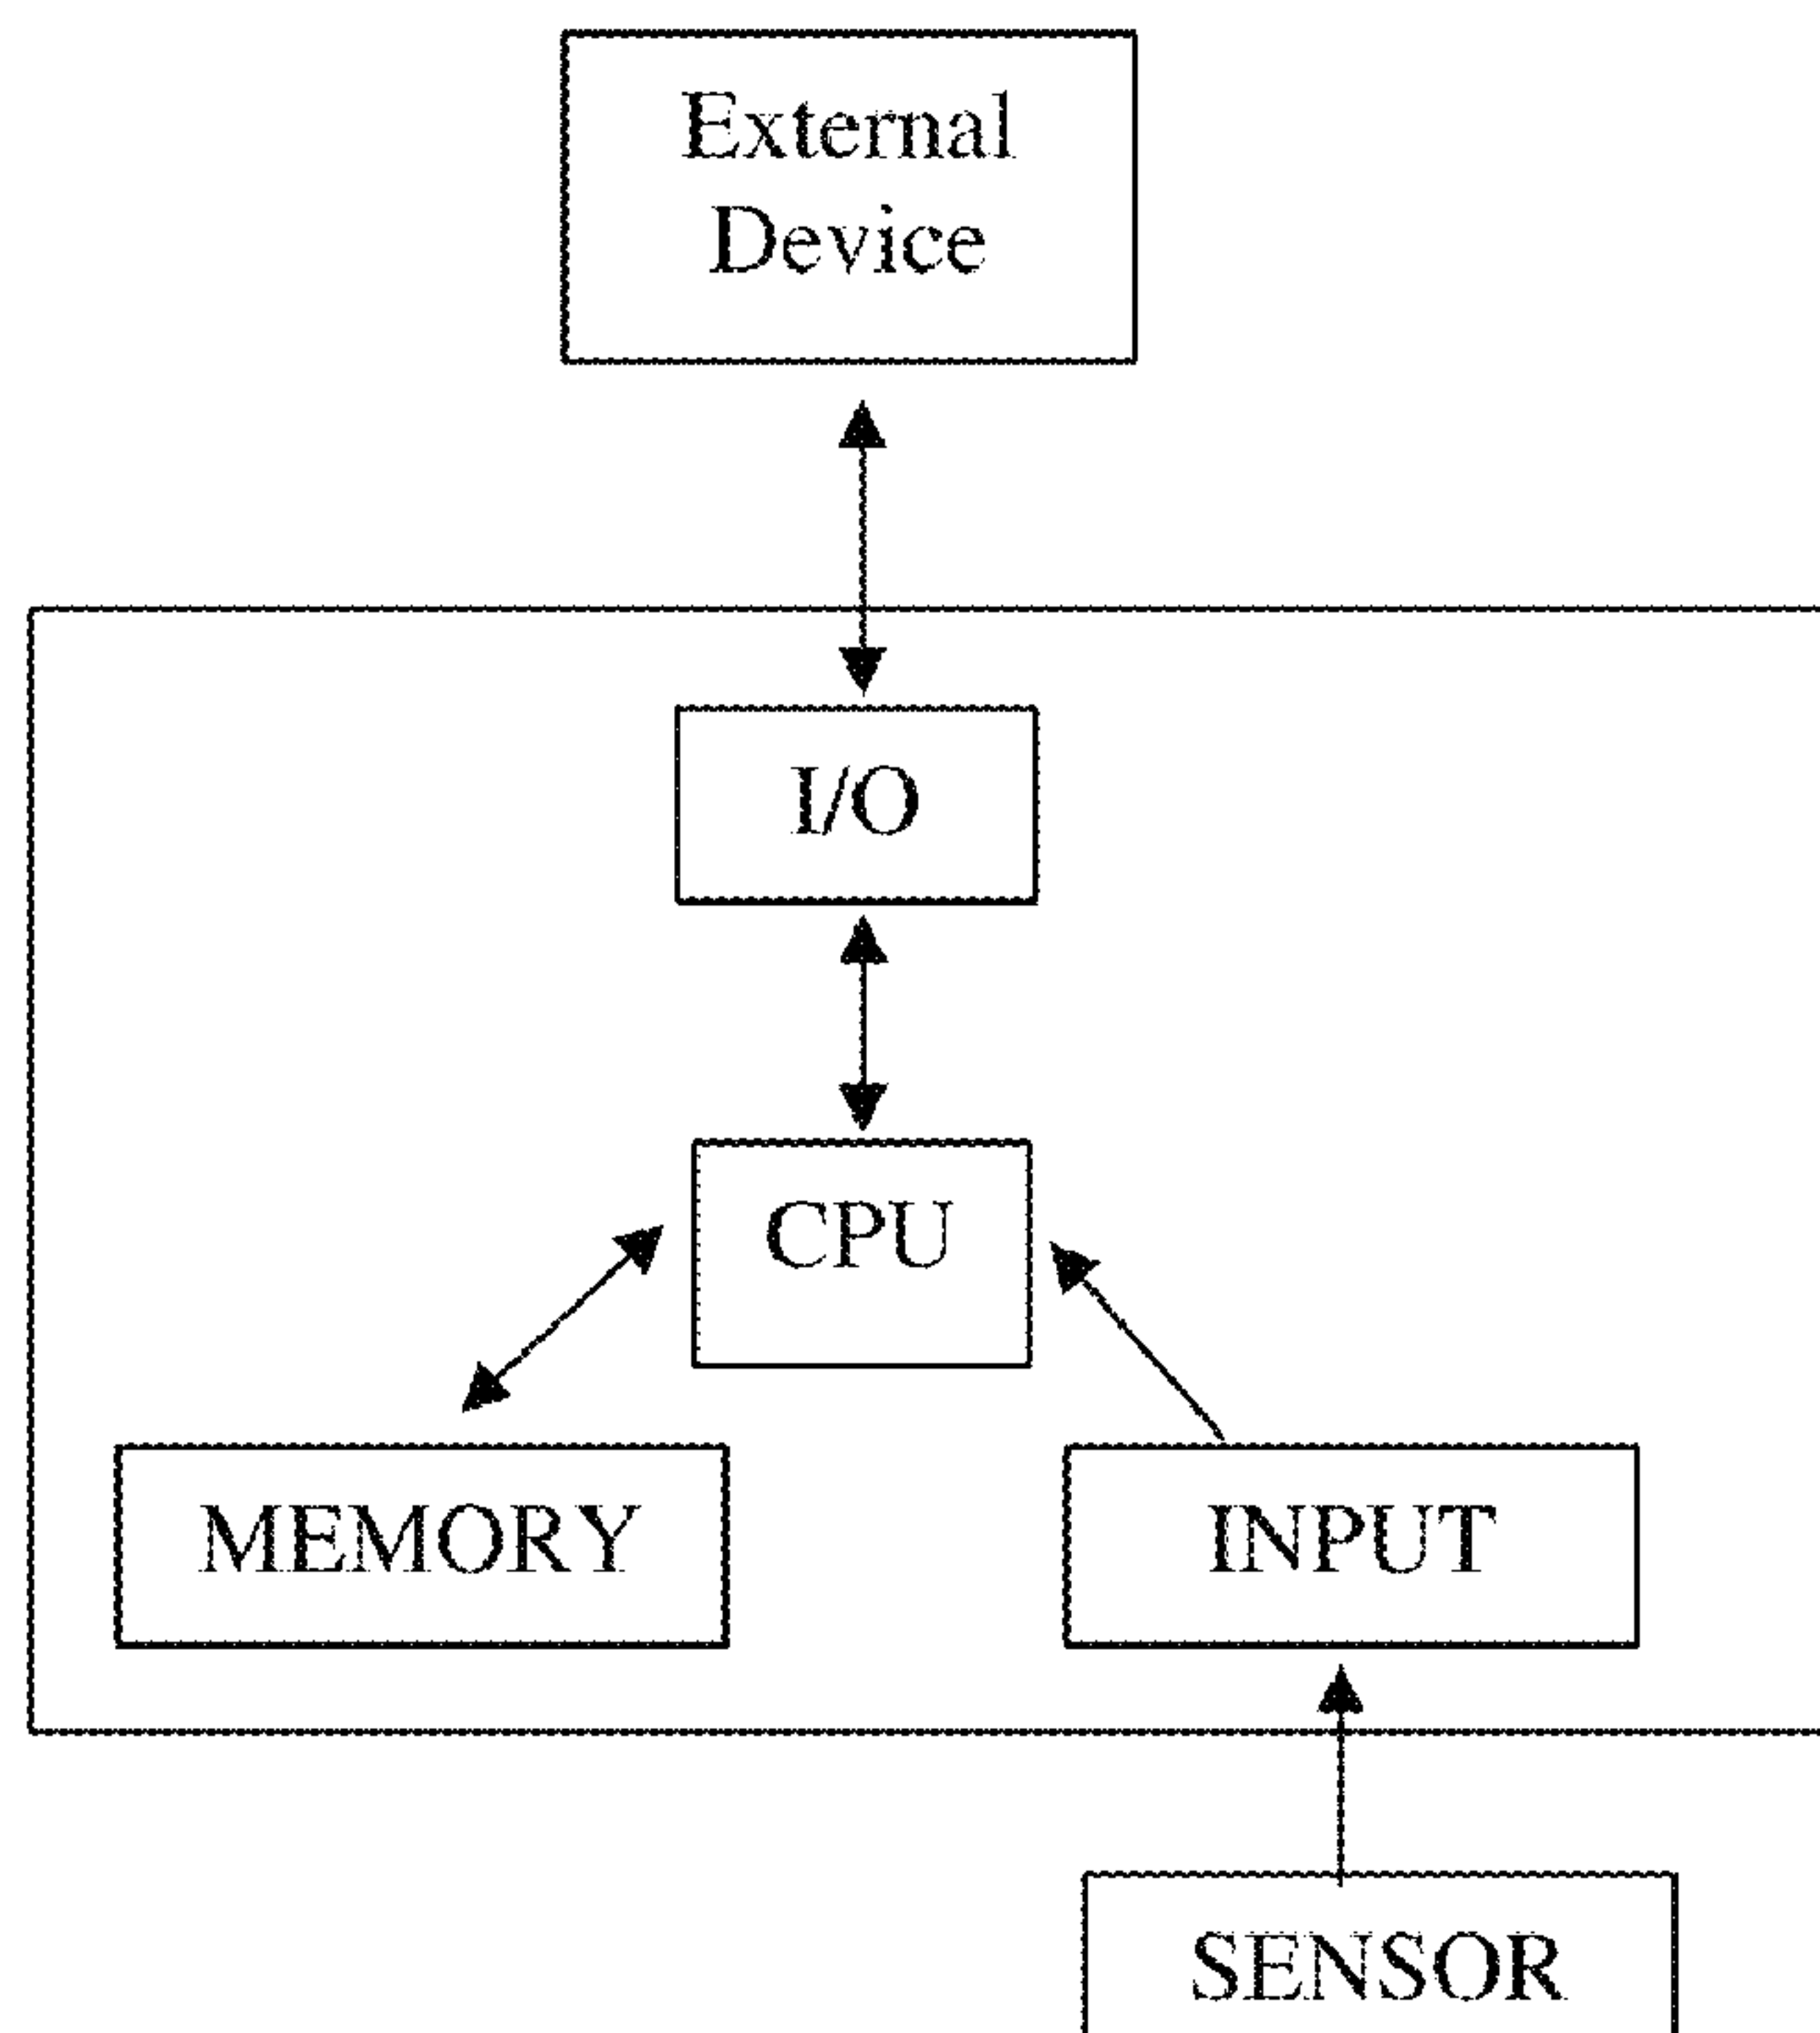 External
Device
I/O
CPU
MEMORY
INPUT
SENSOR